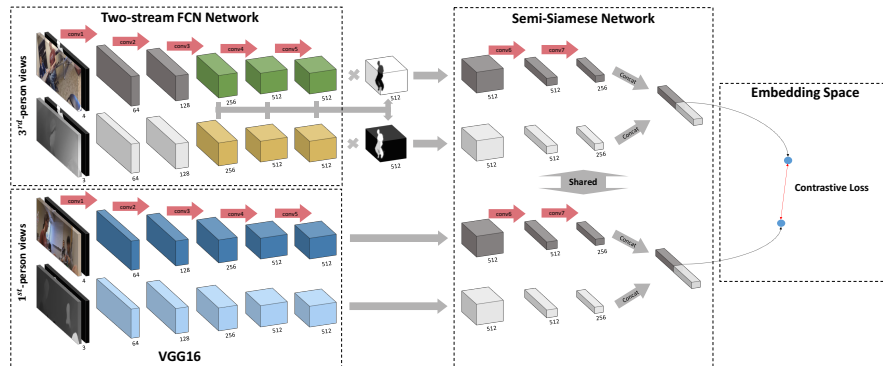 Two-stream FCN Network
Semi-Siamese Network
3rd-person views
conv1
conv2
conv3
conv4
conv5
4
64
128
256
512
512
512
3
64
128
256
512
512
512
conv6
conv7
512
512
256
Concat
512
512
256
Concat
Shared
Embedding Space
Contrastive Loss
1st-person views
conv1
conv2
conv3
conv4
conv5
4
64
128
256
512
512
3
64
128
256
512
512
conv6
conv7
512
512
256
Concat
512
512
256
Concat
VGG16